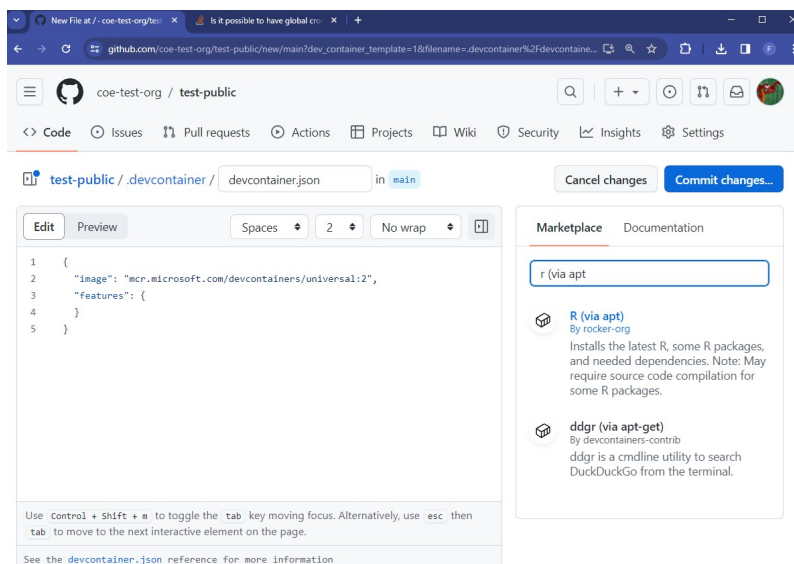 New File at / · coe-test-org/test
Is it possible to have global cro
github.com/coe-test-org/test-public/new/main?dev_container_template=1&filename=.devcontainer%2Fdevcontaine...
F
coe-test-org / test-public
<> Code
Issues
Pull requests
Actions
Projects
Wiki
Security
Insights
Settings
test-public / .devcontainer / devcontainer.json in main
Cancel changes
Commit changes...
Edit
Preview
Spaces
2
No wrap
1 {
2 "image": "mcr.microsoft.com/devcontainers/universal:2",
3 "features": {
4 }
5 }
Use Control + Shift + m to toggle the tab key moving focus. Alternatively, use esc then
tab to move to the next interactive element on the page.
See the devcontainer.json reference for more information
Marketplace
Documentation
r (via apt
R (via apt)
By rocker-org
Installs the latest R, some R packages,
and needed dependencies. Note: May
require source code compilation for
some R packages.
ddgr (via apt-get)
By devcontainers-contrib
ddgr is a cmdline utility to search
DuckDuckGo from the terminal.